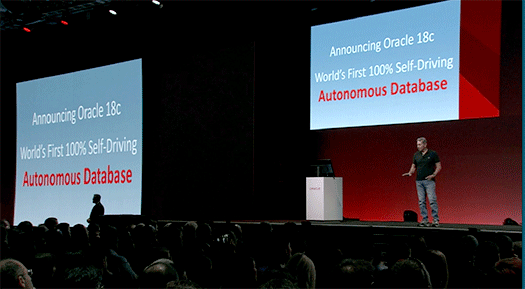 Announcing Oracle 18c
World's First 100% Self-Driving
Autonomous Database
Announcing Oracle 18c
World's First 100% Self-Driving
Autonomous Database
ORACLE